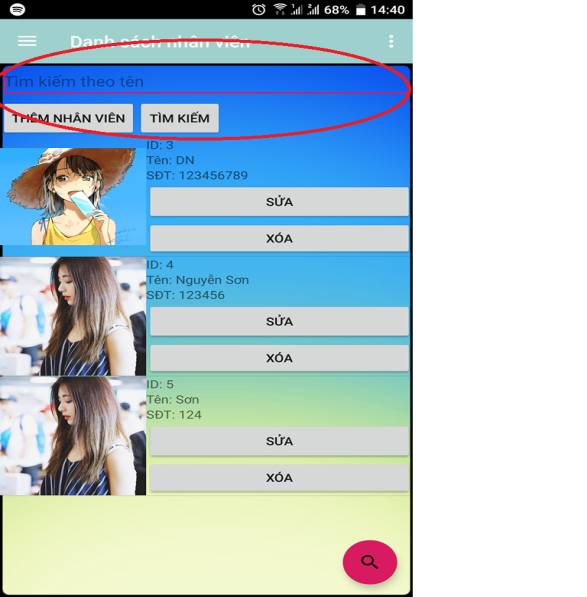 68% 14:40
Danh sách nhân viên
Tìm kiếm theo tên
THÊM NHÂN VIÊN TÌM KIẾM
ID: 3
Tên: DN
SĐT: 123456789
SỬA
XÓA
ID: 4
Tên: Nguyễn Sơn
SĐT: 123456
SỬA
XÓA
ID: 5
Tên: Sơn
SĐT: 124
SỬA
XÓA